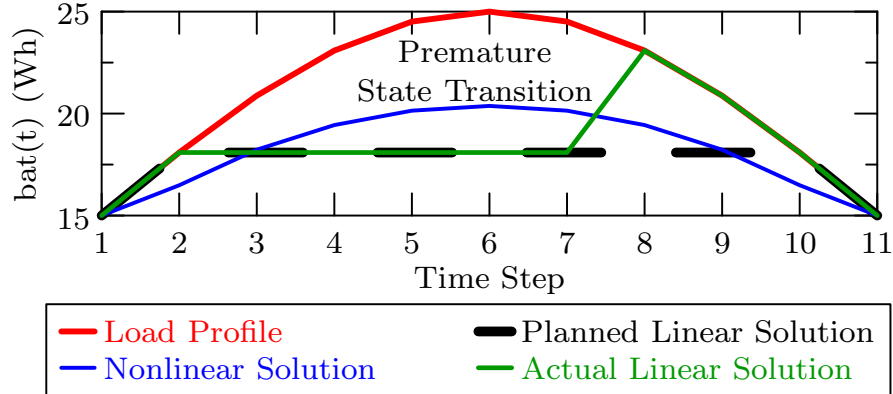 25
20
15
bat(t) (Wh)
Premature
State Transition
1 2 3 4 5 6 7 8 9 10 11
Time Step
Load Profile
Planned Linear Solution
Nonlinear Solution
Actual Linear Solution